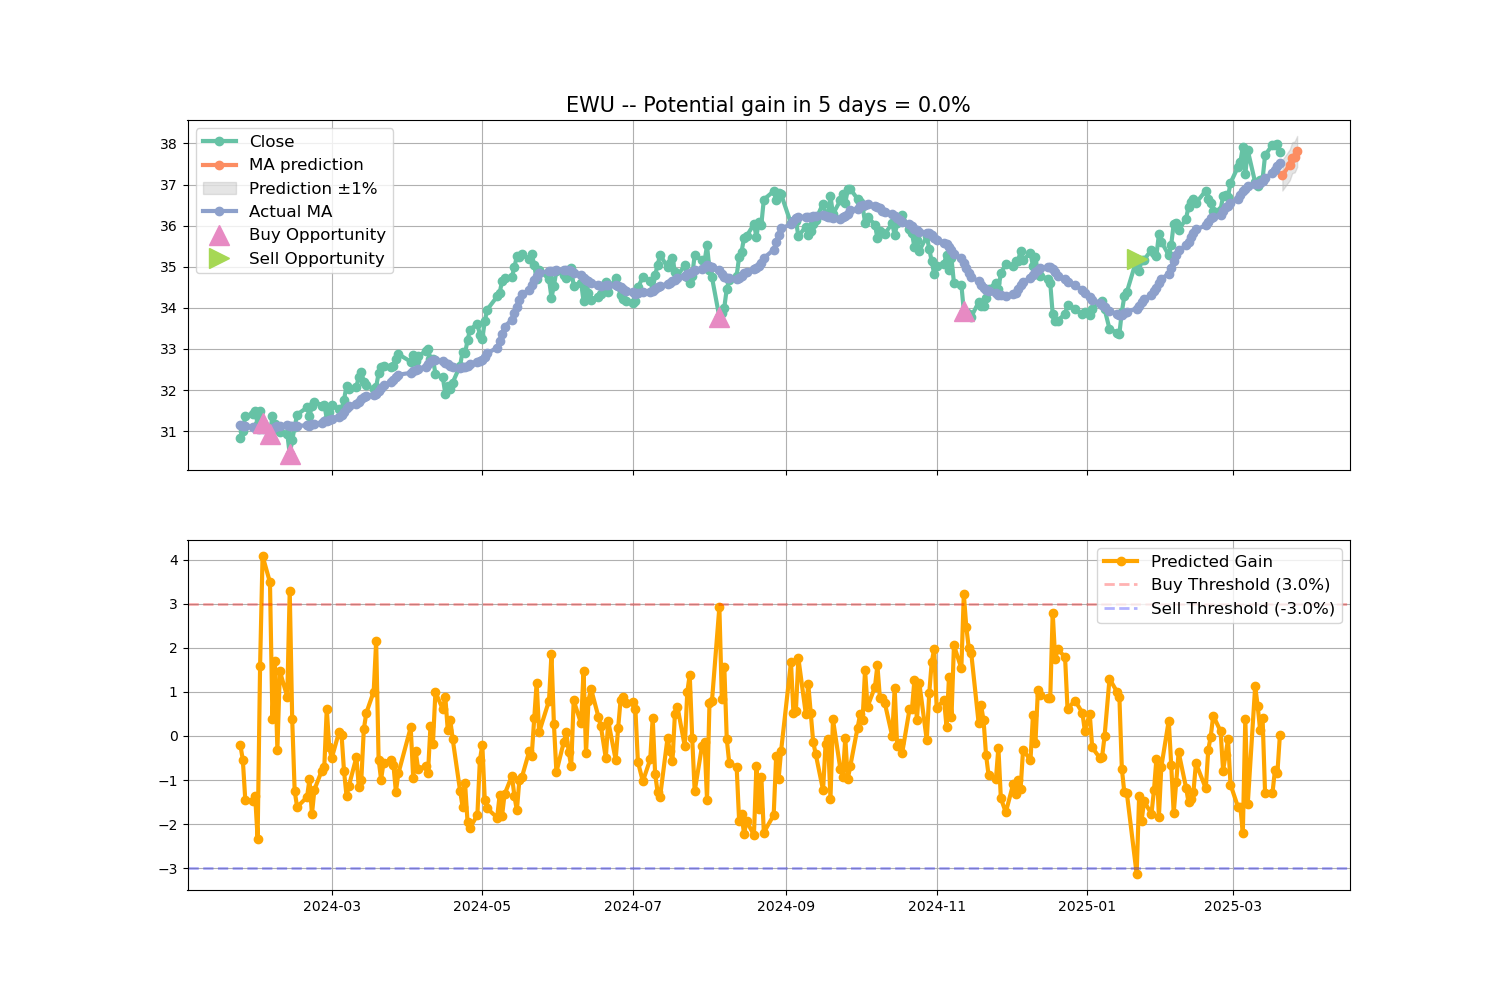 EWU -- Potential gain in 5 days = 0.0%
38
37
36
35
34
33
32
31
Close
MA prediction
Prediction ±1%
Actual MA
Buy Opportunity
Sell Opportunity
4
3
2
1
0
−1
−2
−3
Predicted Gain
Buy Threshold (3.0%)
Sell Threshold (-3.0%)
2024-03 2024-05 2024-07 2024-09 2024-11 2025-01 2025-03